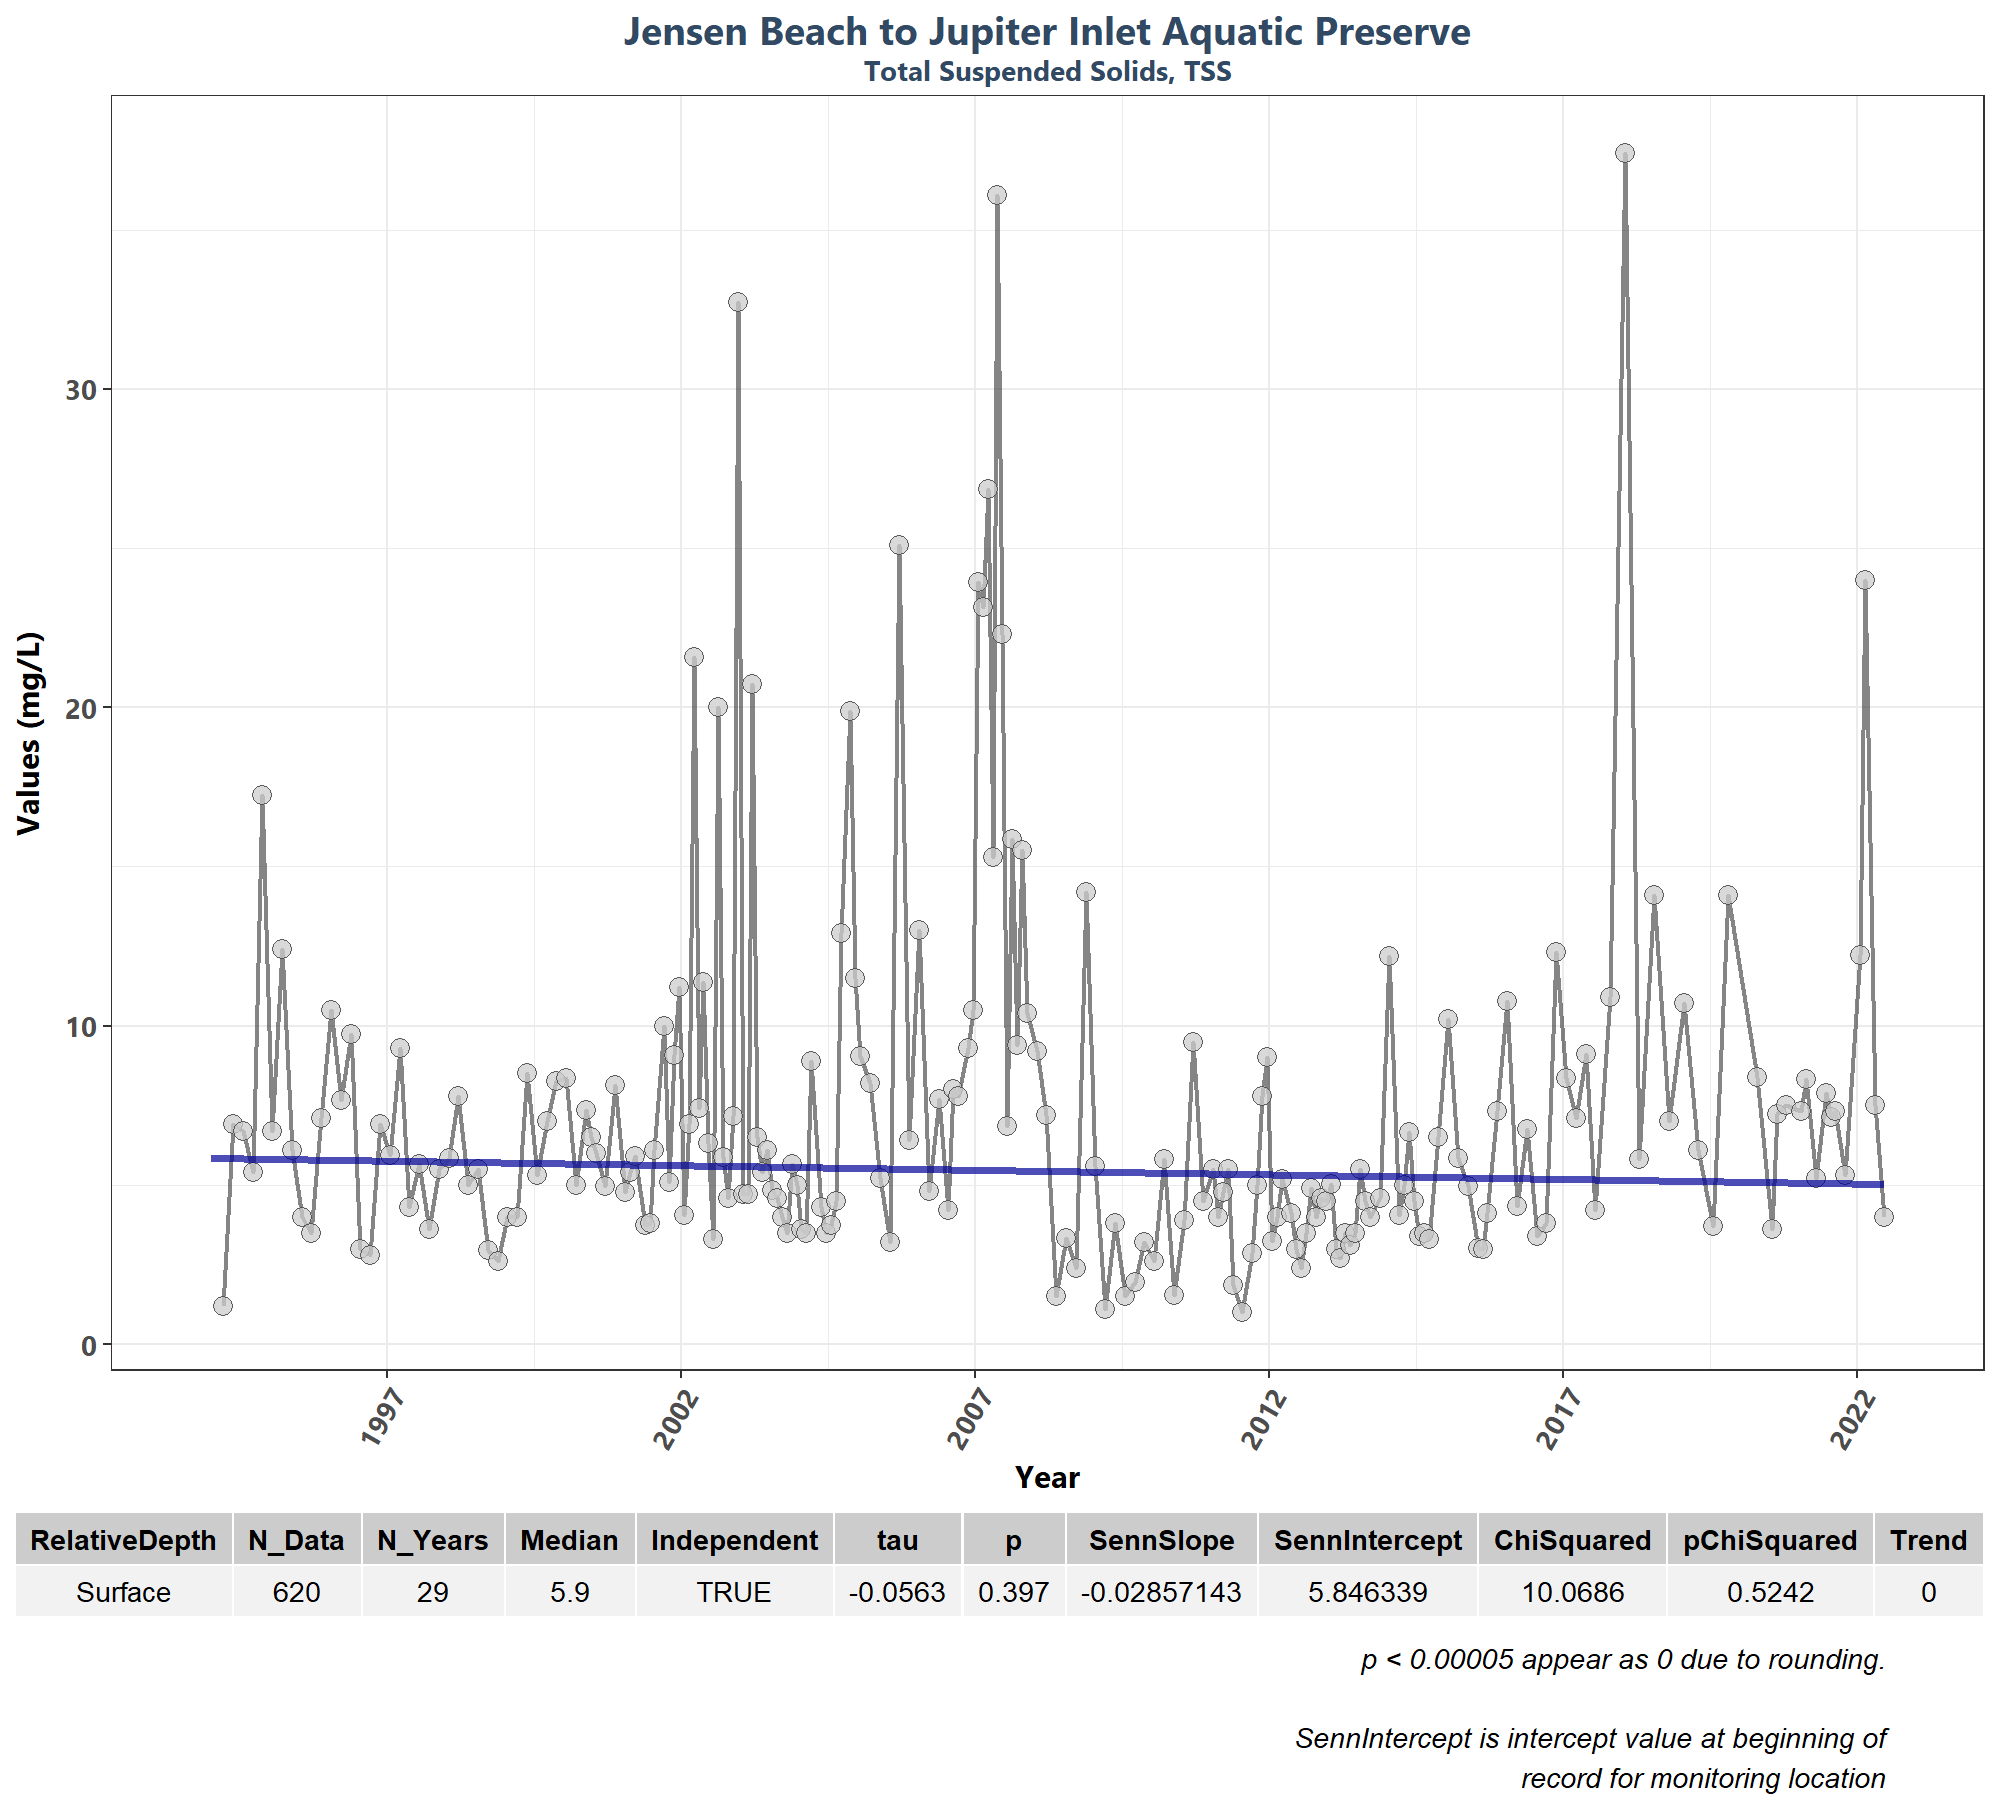 Jensen Beach to Jupiter Inlet Aquatic Preserve
Total Suspended Solids, TSS
Values (mg/L)
30
20
10
0
1997 2002 2007 2012 2017 2022
Year
RelativeDepth N_Data N_Years Median Independent tau p SennSlope SennIntercept ChiSquared pChiSquared Trend
Surface 620 29 5.9 TRUE -0.0563 0.397 -0.02857143 5.846339 10.0686 0.5242 0
p < 0.00005 appear as 0 due to rounding.
SennIntercept is intercept value at beginning of
record for monitoring location